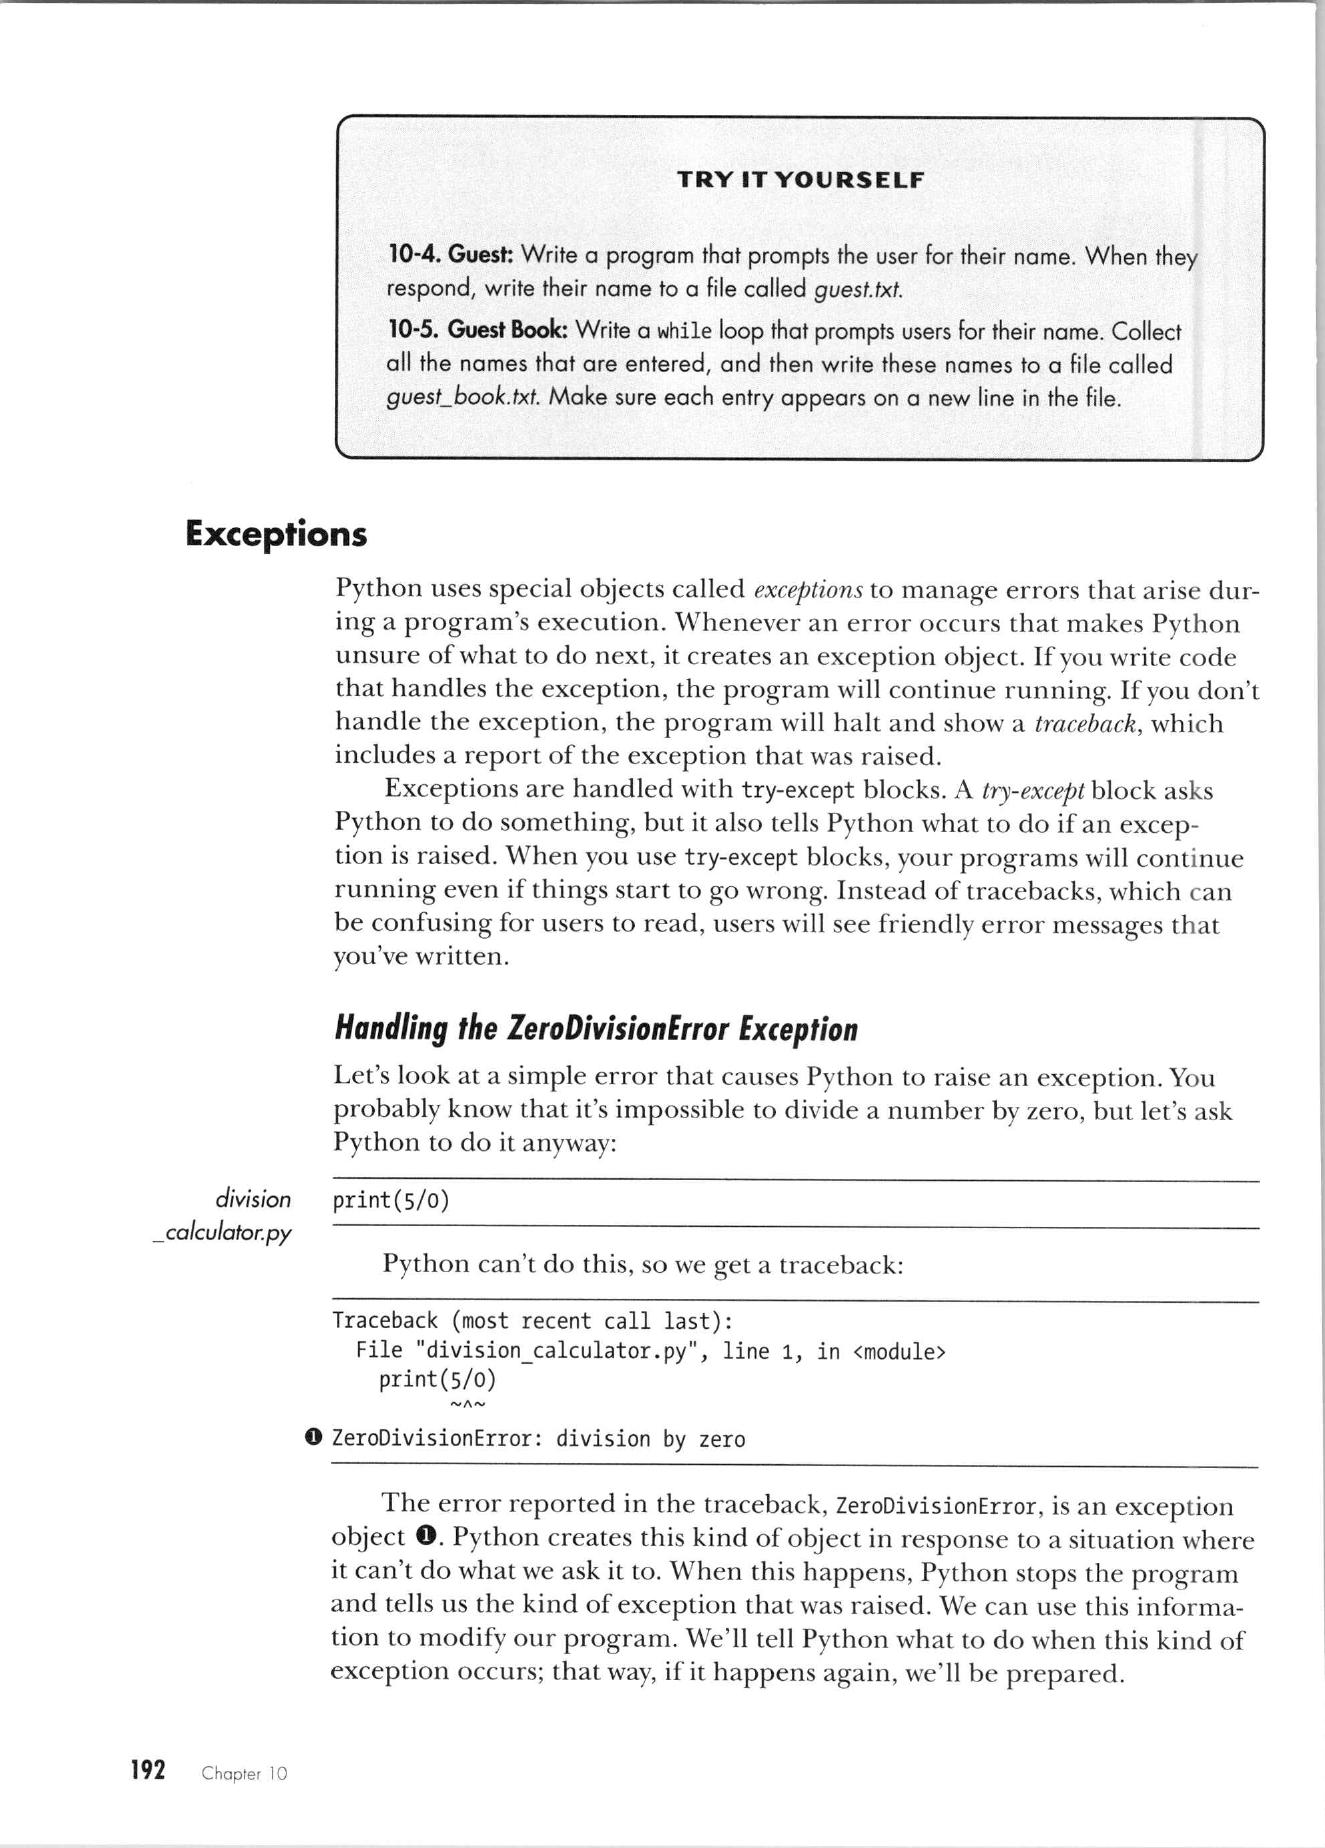 TRY IT YOURSELF
10-4. Guest: Write a program that prompts the user for their name. When they
respond, write their name to a file called guest.txt.
10-5. Guest Book: Write a while loop that prompts users for their name. Collect
all the names that are entered, and then write these names to a file called
guest_book.txt. Make sure each entry appears on a new line in the file.
Exceptions
Python uses special objects called exceptions to manage errors that arise dur-
ing a program's execution. Whenever an error occurs that makes Python
unsure of what to do next, it creates an exception object. If you write code
that handles the exception, the program will continue running. If you don't
handle the exception, the program will halt and show a traceback, which
includes a report of the exception that was raised.
Exceptions are handled with try-except blocks. A try-except block asks
Python to do something, but it also tells Python what to do if an excep-
tion is raised. When you use try-except blocks, your programs will continue
running even if things start to go wrong. Instead of tracebacks, which can
be confusing for users to read, users will see friendly error messages that
you've written.
Handling the ZeroDivisionError Exception
Let's look at a simple error that causes Python to raise an exception. You
probably know that it's impossible to divide a number by zero, but let's ask
Python to do it anyway:
division
_calculator.py
print(5/0)
Python can't do this, so we get a traceback:
Traceback (most recent call last):
  File "division_calculator.py", line 1, in <module>
    print(5/0)
          ~^~
❶ ZeroDivisionError: division by zero
The error reported in the traceback, ZeroDivisionError, is an exception
object ❶. Python creates this kind of object in response to a situation where
it can't do what we ask it to. When this happens, Python stops the program
and tells us the kind of exception that was raised. We can use this informa-
tion to modify our program. We'll tell Python what to do when this kind of
exception occurs; that way, if it happens again, we'll be prepared.
192 Chapter 10